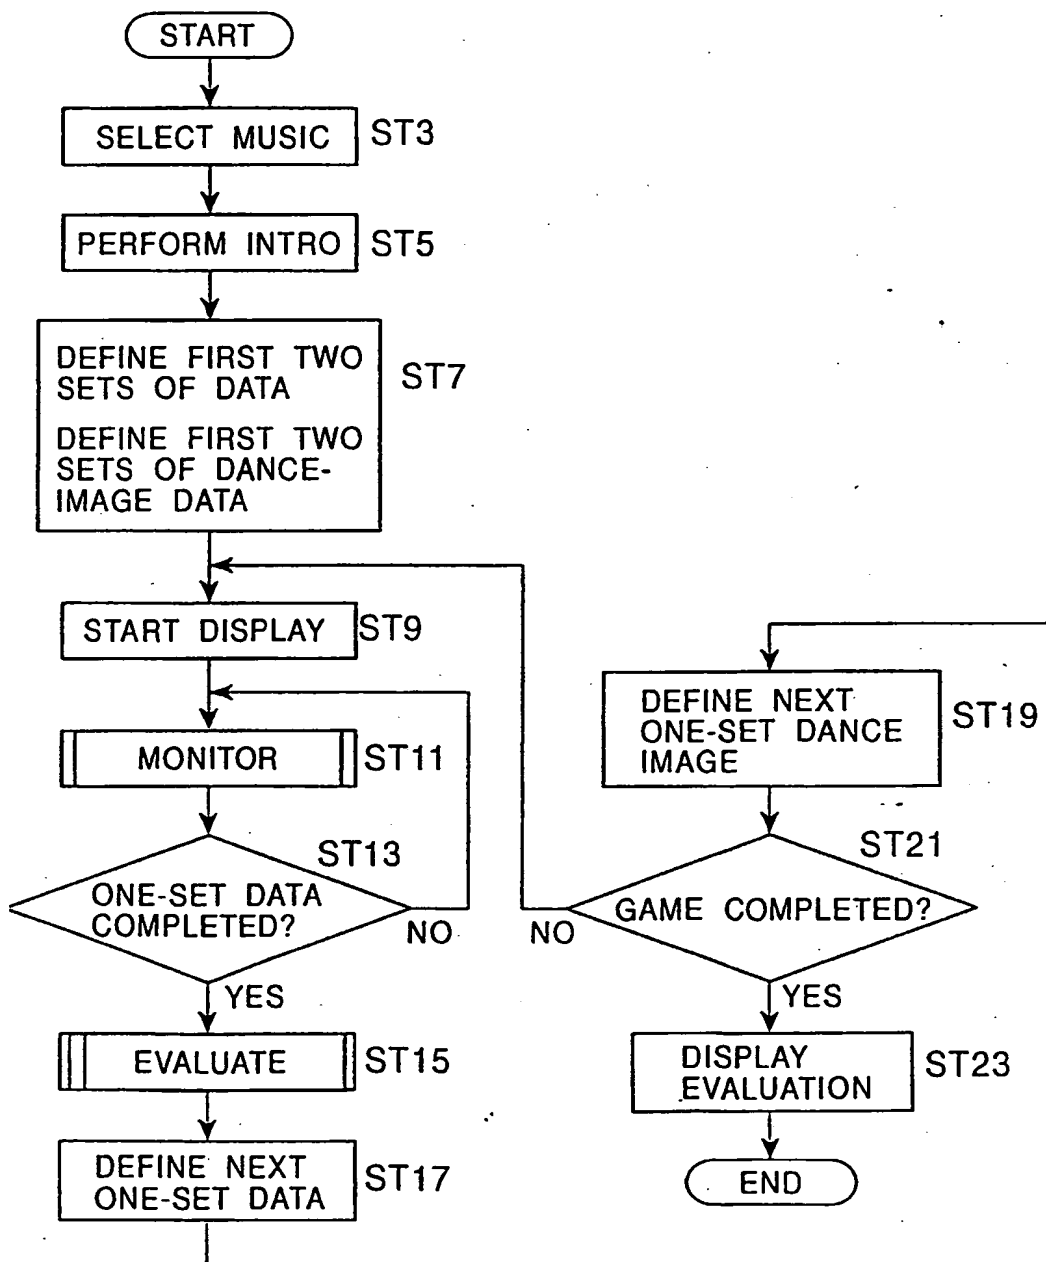 START
SELECT MUSIC
ST3
PERFORM INTRO
ST5
DEFINE FIRST TWO
SETS OF DATA
DEFINE FIRST TWO
SETS OF DANCE-
IMAGE DATA
ST7
START DISPLAY
ST9
MONITOR
ST11
ST13
ONE-SET DATA
COMPLETED?
NO
YES
EVALUATE
ST15
DEFINE NEXT
ONE-SET DATA
ST17
DEFINE NEXT
ONE-SET DANCE
IMAGE
ST19
ST21
GAME COMPLETED?
NO
YES
DISPLAY
EVALUATION
ST23
END